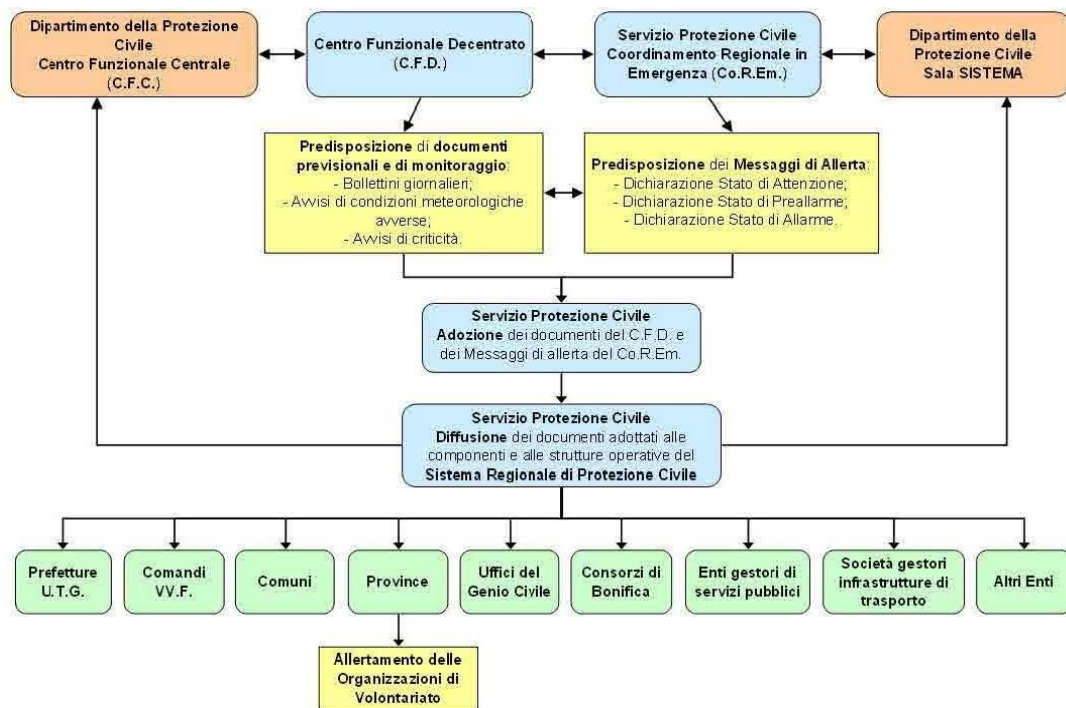 Dipartimento della Protezione
Civile
Centro Funzionale Centrale
(C.F.C.)
Centro Funzionale Decentrato
(C.F.D.)
Servizio Protezione Civile
Coordinamento Regionale in
Emergenza (Co.R.Em.)
Dipartimento della
Protezione Civile
Sala SISTEMA
Predisposizione di documenti
previsionali e di monitoraggio:
- Bollettini giornalieri;
- Avvisi di condizioni meteorologiche
avverse;
- Avvisi di criticità.
Predisposizione dei Messaggi di Allerta:
- Dichiarazione Stato di Attenzione;
- Dichiarazione Stato di Preallarme;
- Dichiarazione Stato di Allarme.
Servizio Protezione Civile
Adozione dei documenti del C.F.D. e
dei Messaggi di allerta del Co.R.Em.
Servizio Protezione Civile
Diffusione dei documenti adottati alle
componenti e alle strutture operative del
Sistema Regionale di Protezione Civile
Prefetture
U.T.G.
Comandi
VV.F.
Comuni
Province
Uffici del
Genio Civile
Consorzi di
Bonifica
Enti gestori di
servizi pubblici
Società gestori
infrastrutture di
trasporto
Altri Enti
Allertamento delle
Organizzazioni di
Volontariato